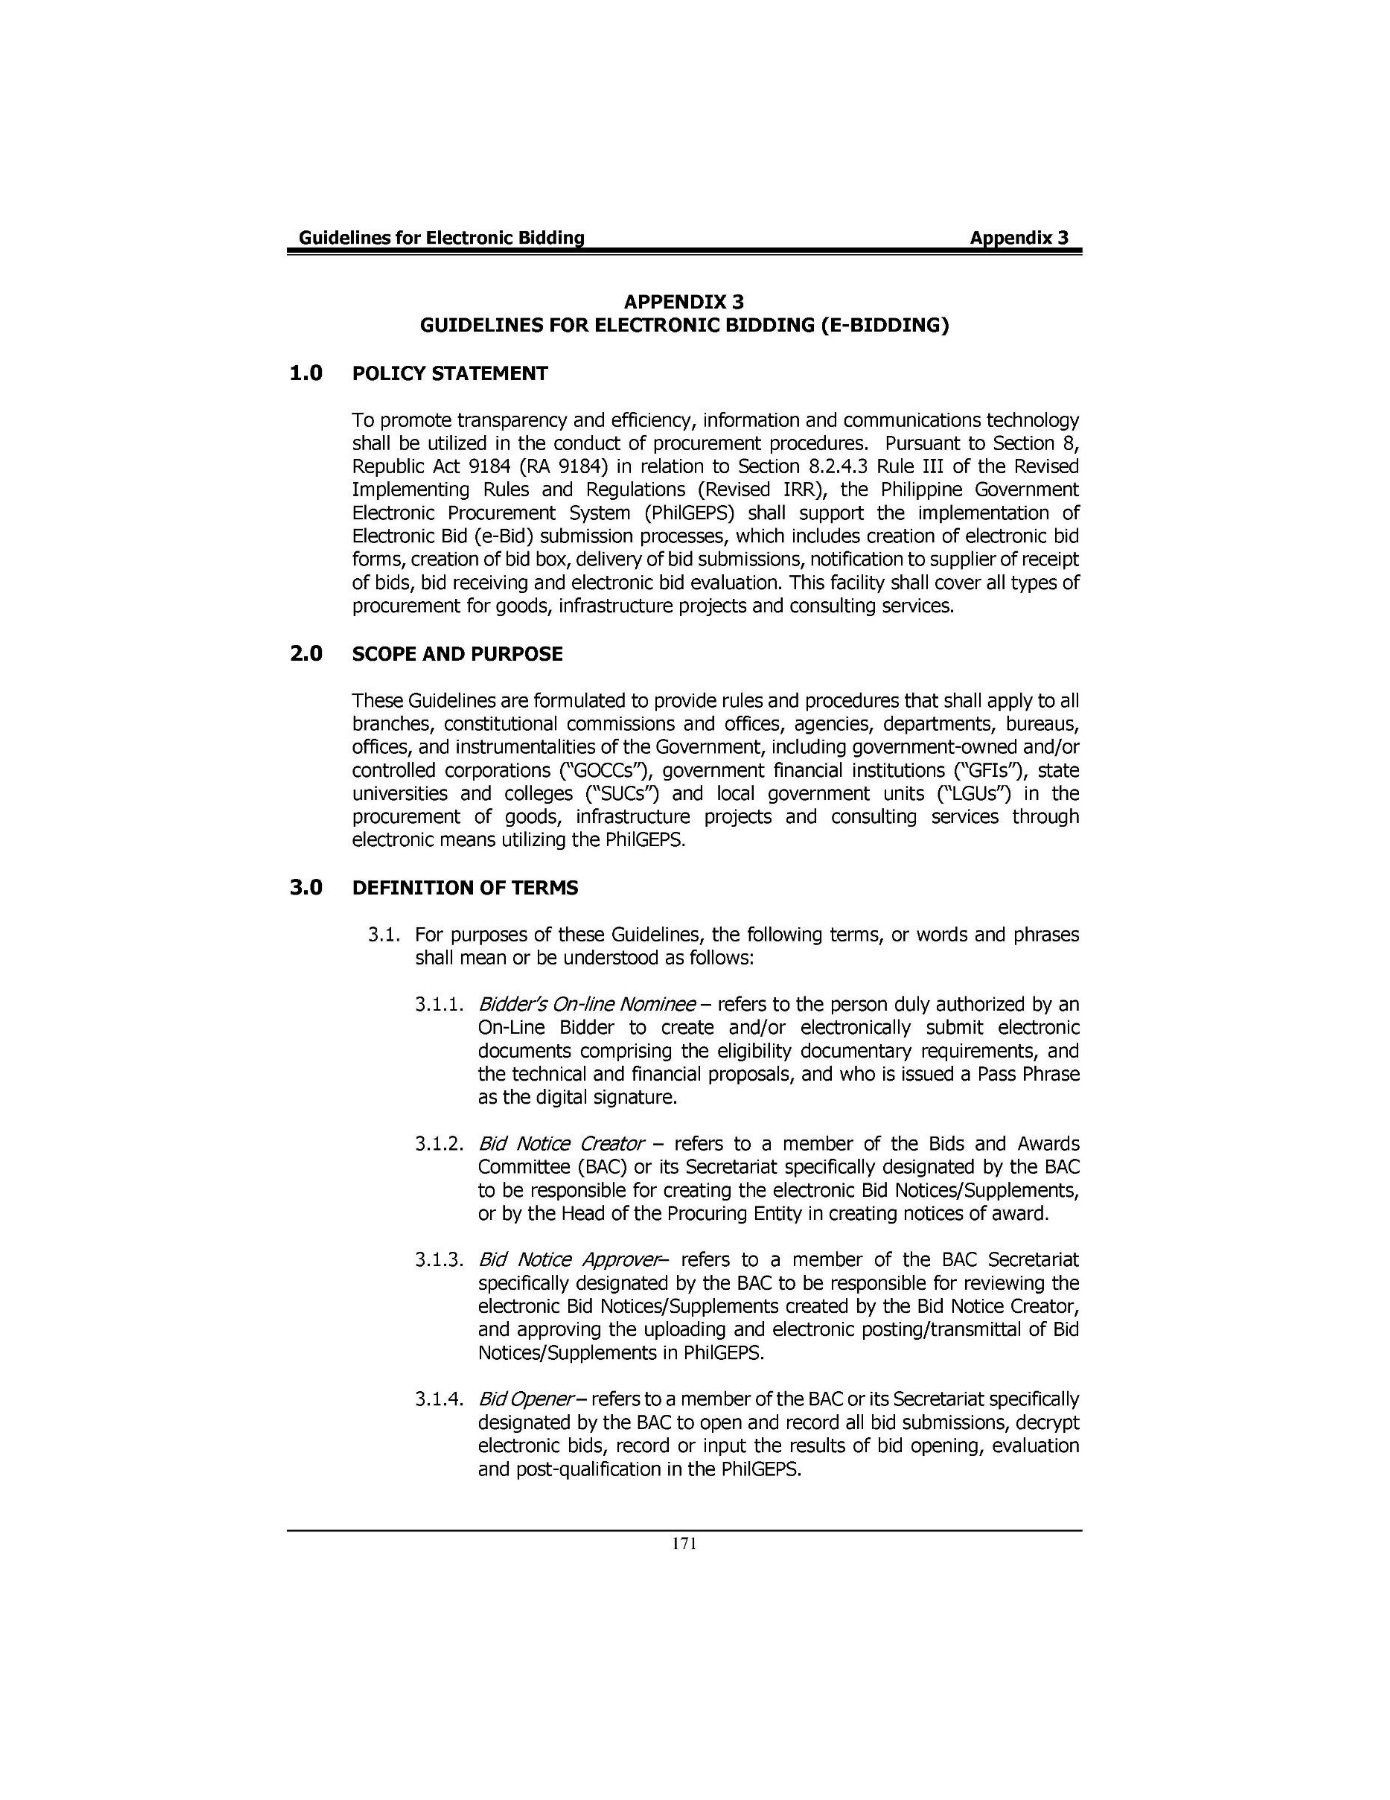 Guidelines for Electronic Bidding Appendix 3
APPENDIX 3
GUIDELINES FOR ELECTRONIC BIDDING (E-BIDDING)
1.0 POLICY STATEMENT
To promote transparency and efficiency, information and communications technology
shall be utilized in the conduct of procurement procedures. Pursuant to Section 8,
Republic Act 9184 (RA 9184) in relation to Section 8.2.4.3 Rule III of the Revised
Implementing Rules and Regulations (Revised IRR), the Philippine Government
Electronic Procurement System (PhilGEPS) shall support the implementation of
Electronic Bid (e-Bid) submission processes, which includes creation of electronic bid
forms, creation of bid box, delivery of bid submissions, notification to supplier of receipt
of bids, bid receiving and electronic bid evaluation. This facility shall cover all types of
procurement for goods, infrastructure projects and consulting services.
2.0 SCOPE AND PURPOSE
These Guidelines are formulated to provide rules and procedures that shall apply to all
branches, constitutional commissions and offices, agencies, departments, bureaus,
offices, and instrumentalities of the Government, including government-owned and/or
controlled corporations ("GOCCs"), government financial institutions ("GFIs"), state
universities and colleges ("SUCs") and local government units ("LGUs") in the
procurement of goods, infrastructure projects and consulting services through
electronic means utilizing the PhilGEPS.
3.0 DEFINITION OF TERMS
3.1. For purposes of these Guidelines, the following terms, or words and phrases
shall mean or be understood as follows:
3.1.1. Bidder's On-line Nominee – refers to the person duly authorized by an
On-Line Bidder to create and/or electronically submit electronic
documents comprising the eligibility documentary requirements, and
the technical and financial proposals, and who is issued a Pass Phrase
as the digital signature.
3.1.2. Bid Notice Creator – refers to a member of the Bids and Awards
Committee (BAC) or its Secretariat specifically designated by the BAC
to be responsible for creating the electronic Bid Notices/Supplements,
or by the Head of the Procuring Entity in creating notices of award.
3.1.3. Bid Notice Approver– refers to a member of the BAC Secretariat
specifically designated by the BAC to be responsible for reviewing the
electronic Bid Notices/Supplements created by the Bid Notice Creator,
and approving the uploading and electronic posting/transmittal of Bid
Notices/Supplements in PhilGEPS.
3.1.4. Bid Opener – refers to a member of the BAC or its Secretariat specifically
designated by the BAC to open and record all bid submissions, decrypt
electronic bids, record or input the results of bid opening, evaluation
and post-qualification in the PhilGEPS.
171